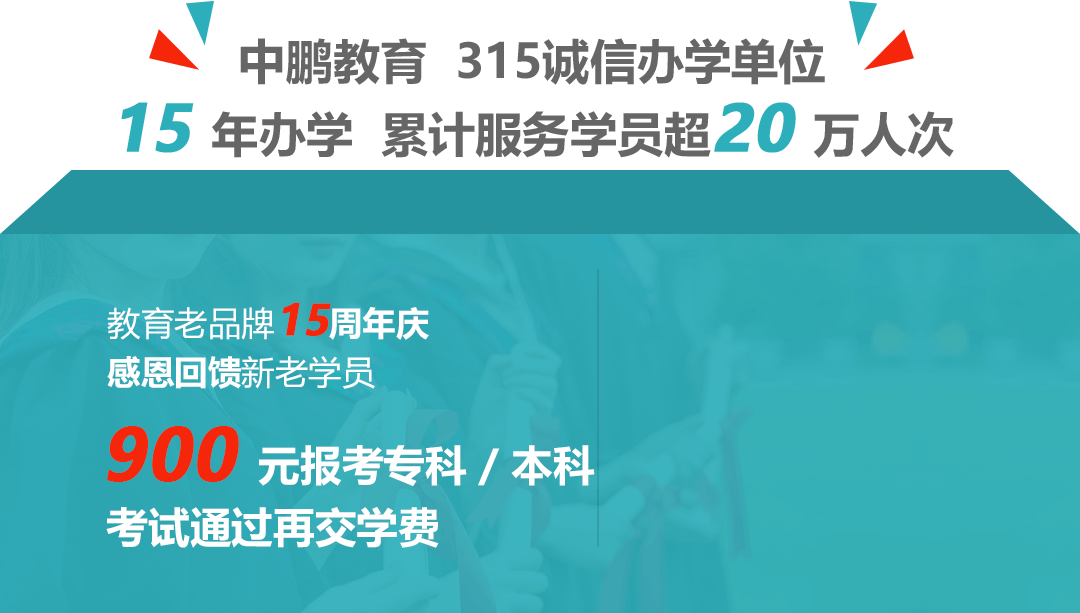 中鹏教育 315诚信办学单位
15 年办学 累计服务学员超20 万人次
教育老品牌15周年庆
感恩回馈新老学员
900 元报考专科 / 本科
考试通过再交学费